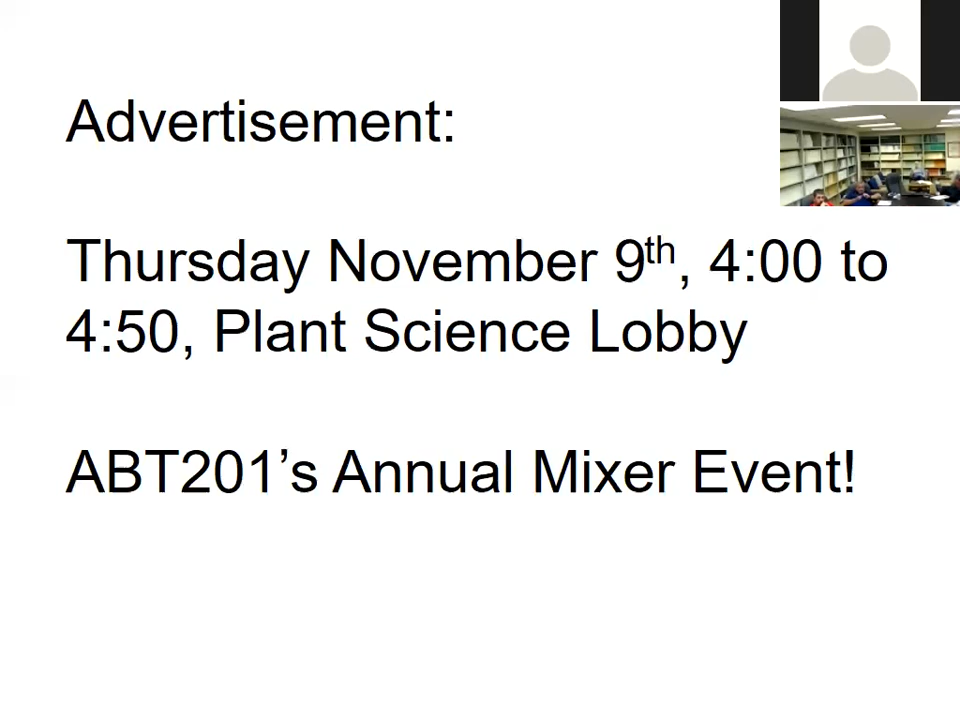 Advertisement:
Thursday November 9th, 4:00 to
4:50, Plant Science Lobby
ABT201’s Annual Mixer Event!